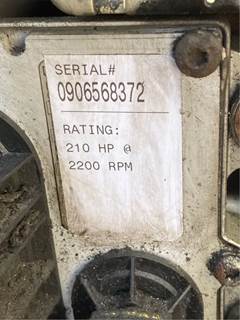 SERIAL#
0906568372
RATING:
210 HP @
2200 RPM